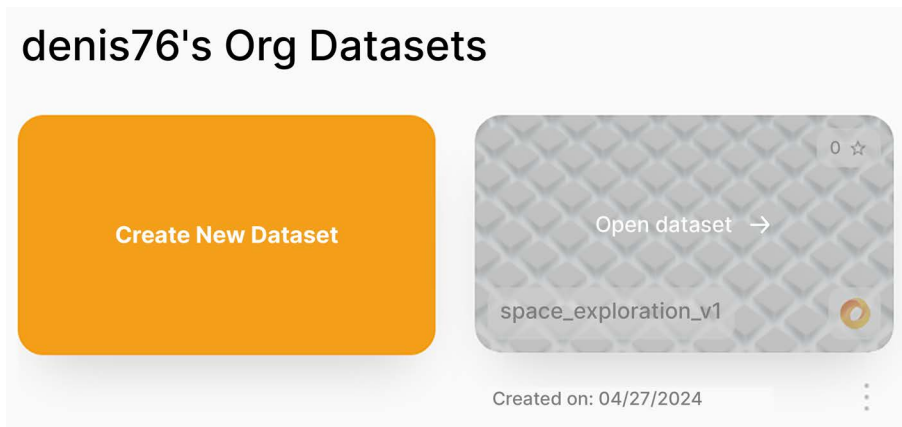 denis76's Org Datasets
Create New Dataset
0
Open dataset →
space_exploration_v1
Created on: 04/27/2024